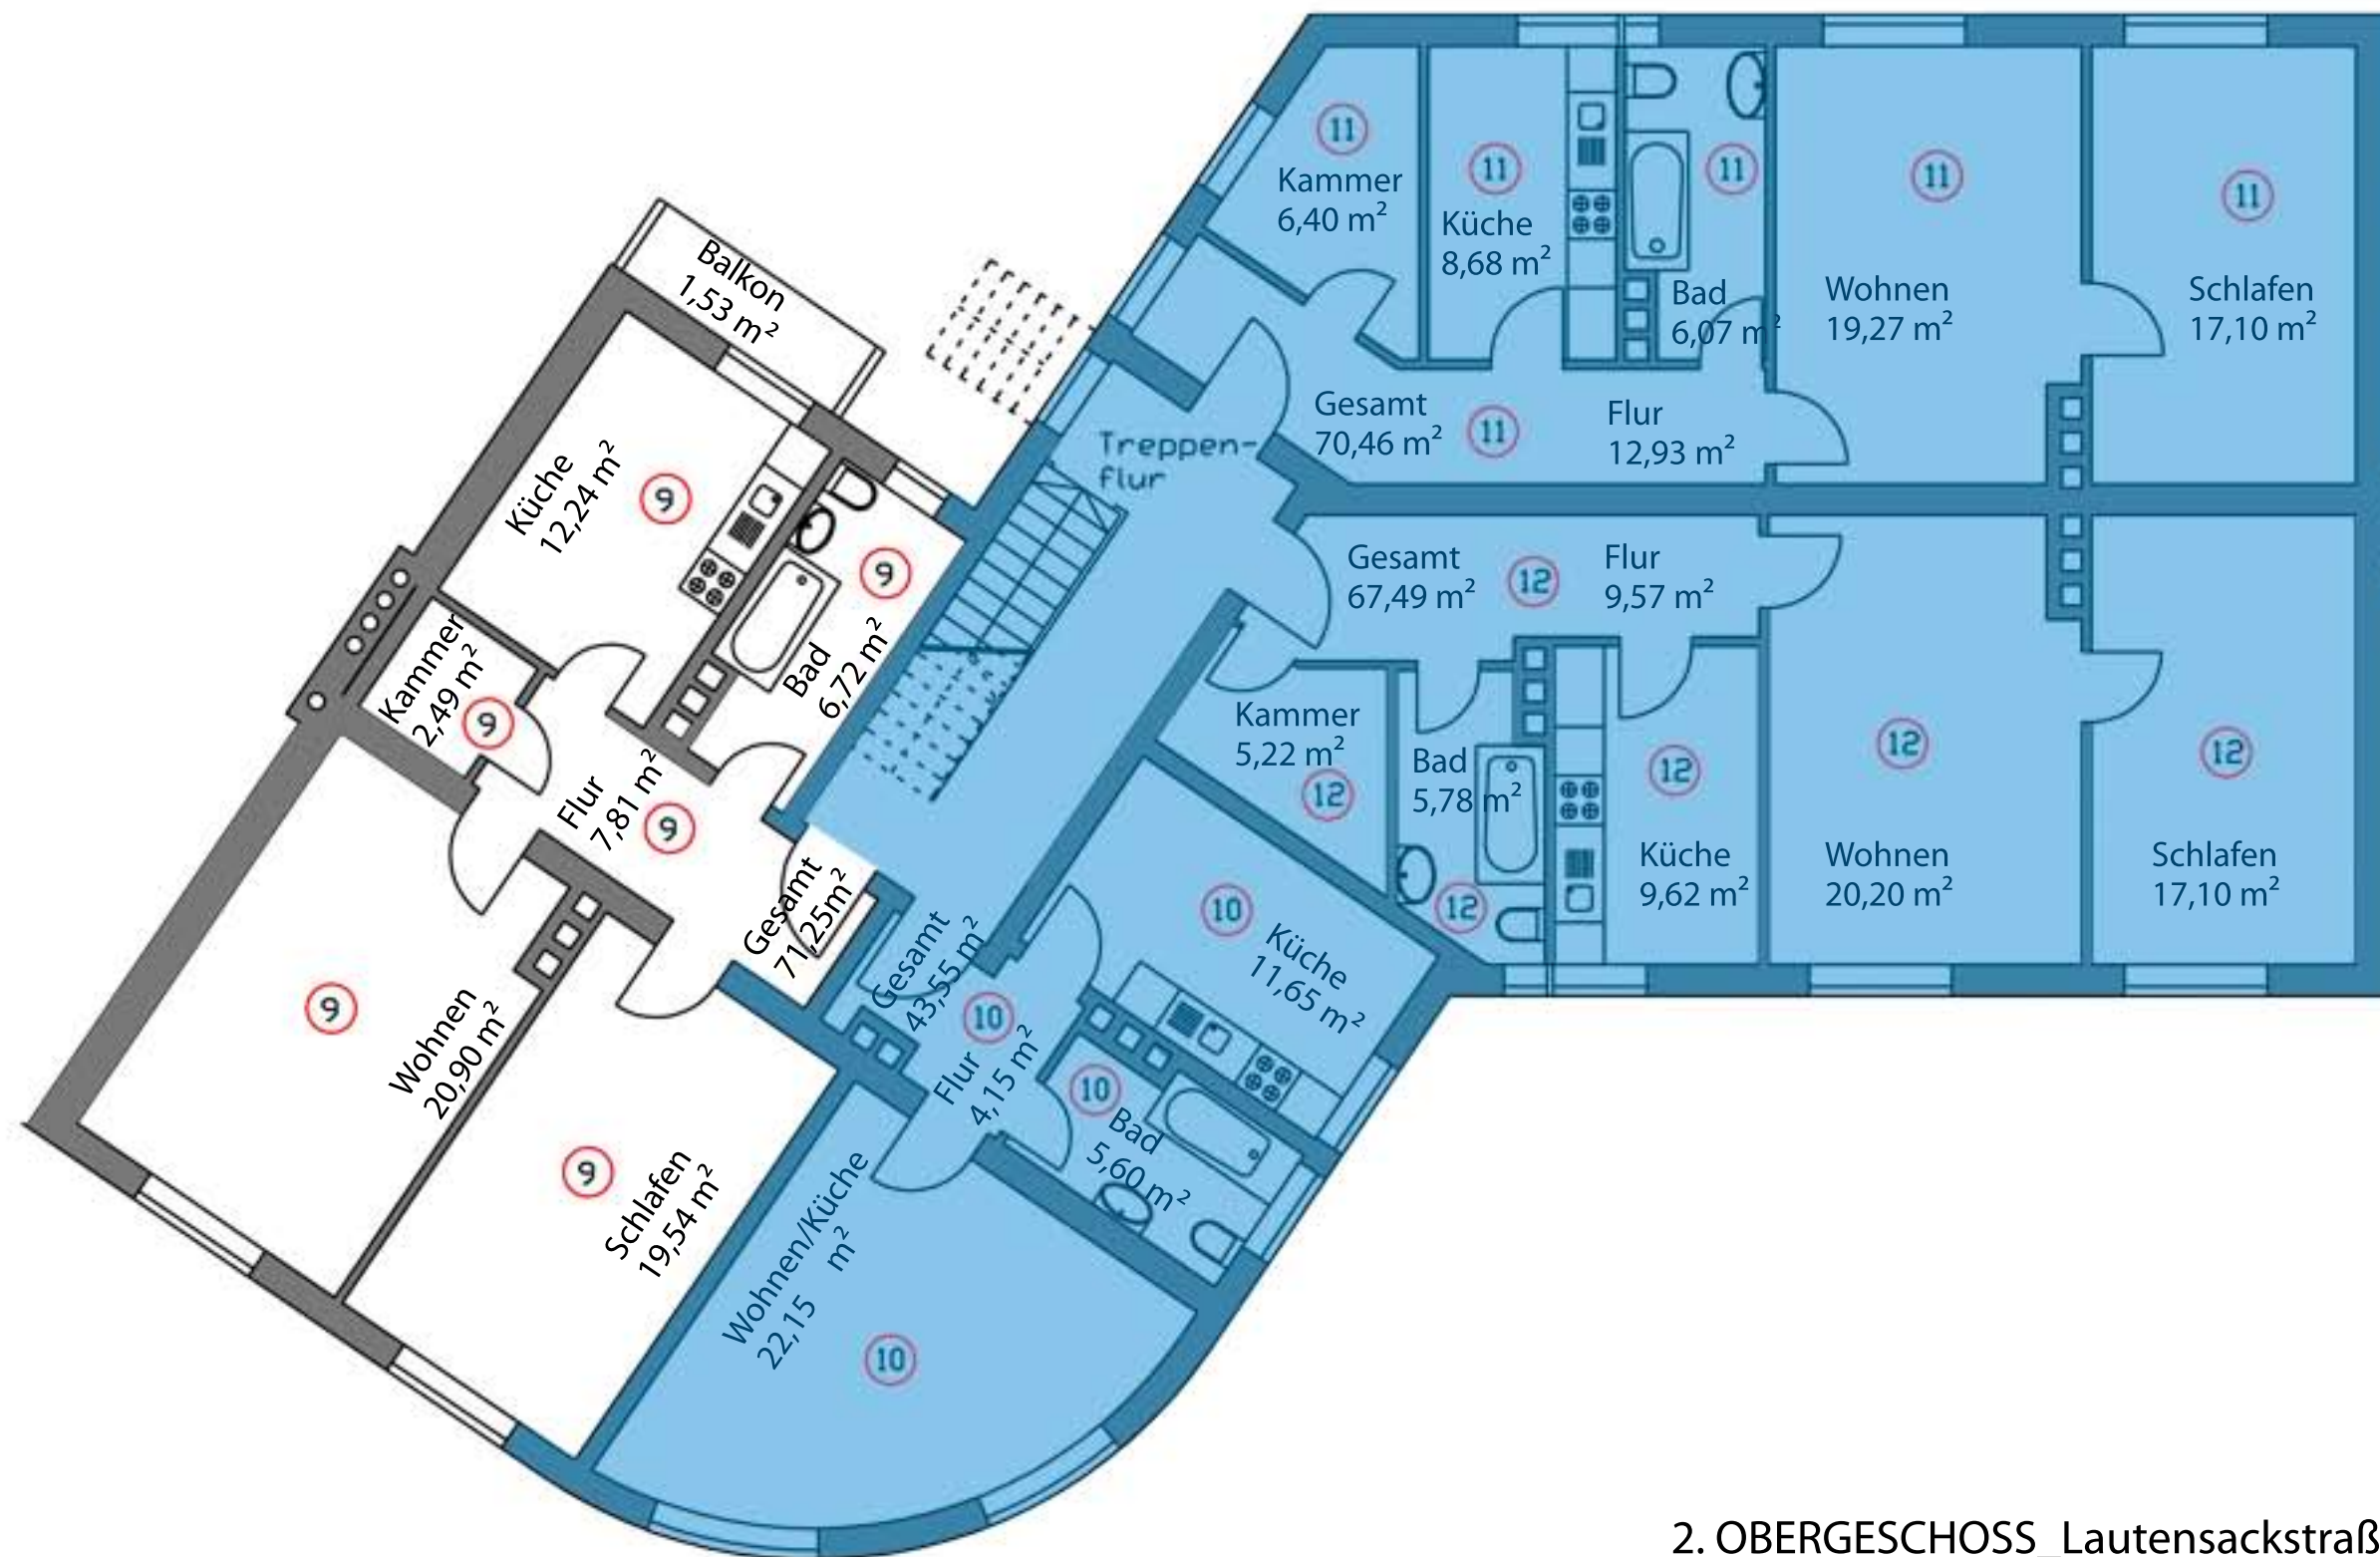 Balkon
1,53 m²
Küche
12,24 m²
9
9
Bad
6,72 m²
Kammer
2,49 m²
9
Flur
7,81 m²
9
Gesamt
71,25m²
9
Wohnen
20,90 m²
9
Schlafen
19,54 m²
Treppen-
flur
11
Kammer
6,40 m²
11
Küche
8,68 m²
11
Bad
6,07 m²
11
Wohnen
19,27 m²
11
Schlafen
17,10 m²
Gesamt
70,46 m²
11
Flur
12,93 m²
Gesamt
67,49 m²
12
Flur
9,57 m²
Kammer
5,22 m²
12
Bad
5,78 m²
12
12
Küche
9,62 m²
12
Wohnen
20,20 m²
12
Schlafen
17,10 m²
Gesamt
43,55 m²
10
Flur
4,15 m²
10
Küche
11,65 m²
10
Bad
5,60 m²
Wohnen/Küche
22,15 m²
10
2. OBERGESCHOSS_Lautensackstraß